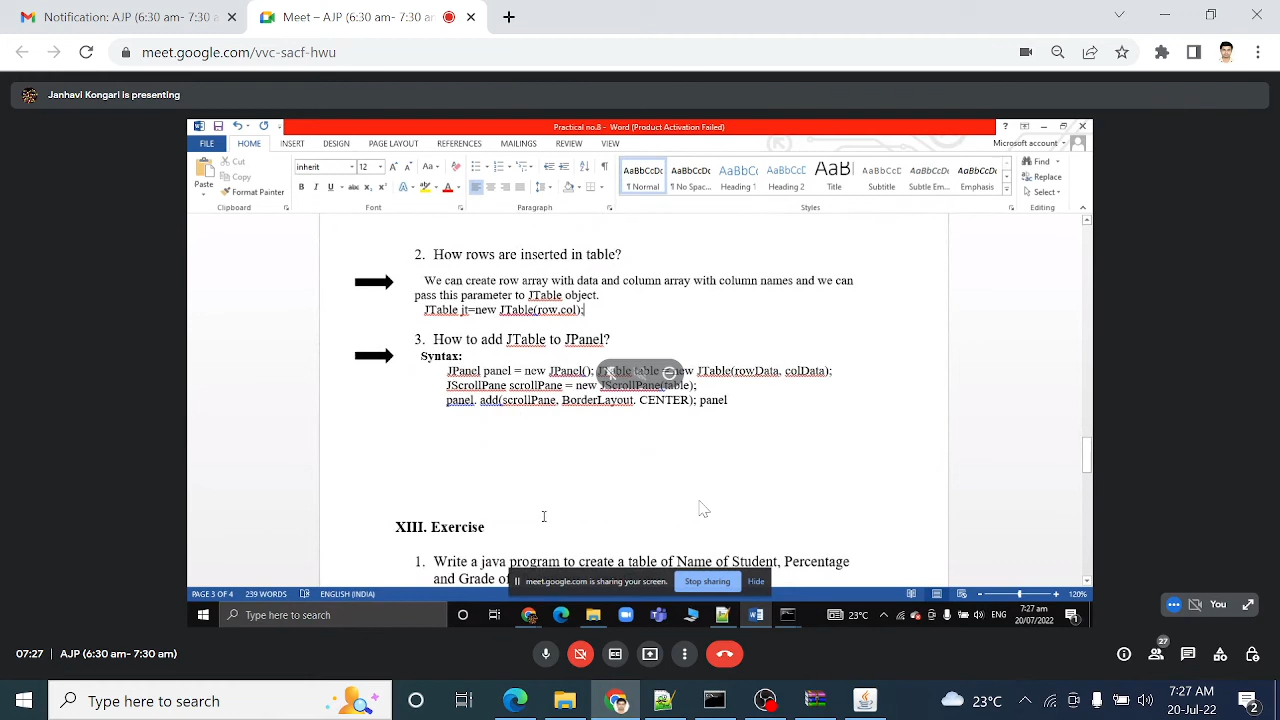 Notification: AJP (6:30 am - 7:30 a
Meet – AJP (6:30 am- 7:30 am
meet.google.com/vvc-sacf-hwu
Janhavi Kongari is presenting
Practical no.8 - Word (Product Activation Failed)
FILE HOME INSERT DESIGN PAGE LAYOUT REFERENCES MAILINGS REVIEW VIEW Microsoft account
Cut
Copy
Format Painter
Paste
inherit 12
¶ Normal ¶ No Spac... Heading 1 Heading 2 Title Subtitle Subtle Em... Emphasis
Find
Replace
Select
Clipboard Font Paragraph Styles Editing
2. How rows are inserted in table?
We can create row array with data and column array with column names and we can
pass this parameter to JTable object.
JTable jt=new JTable(row,col);
3. How to add JTable to JPanel?
Syntax:
JPanel panel = new JPanel(); JTable table = new JTable(rowData, colData);
JScrollPane scrollPane = new JScrollPane(table);
panel. add(scrollPane, BorderLayout. CENTER); panel
XIII. Exercise
1. Write a java program to create a table of Name of Student, Percentage
and Grade of
meet.google.com is sharing your screen. Stop sharing Hide
PAGE 3 OF 4 239 WORDS ENGLISH (INDIA) 120%
Type here to search 23°C ENG 7:27 am
20/07/2022
You
07:27 AJP (6:30 am- 7:30 am) 27
Type here to search 23°C 7:27 AM
20-Jul-22 2